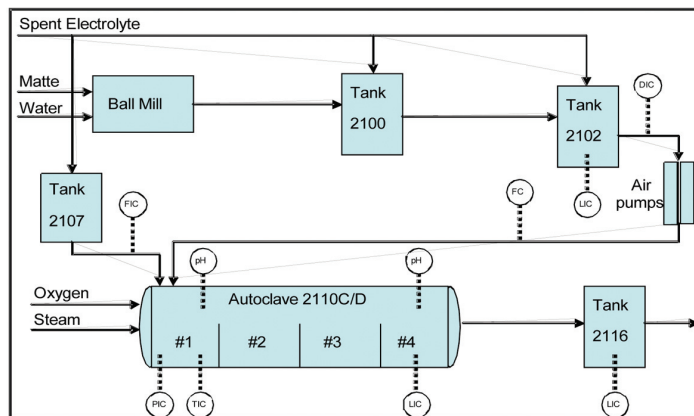 Spent Electrolyte
Matte
Water
Ball Mill
Tank
2100
Tank
2102
DIC
Air
pumps
LIC
Tank
2107
FIC
FC
pH
pH
Oxygen
Steam
Autoclave 2110C/D
#1
#2
#3
#4
Tank
2116
PIC
TIC
LIC
LIC